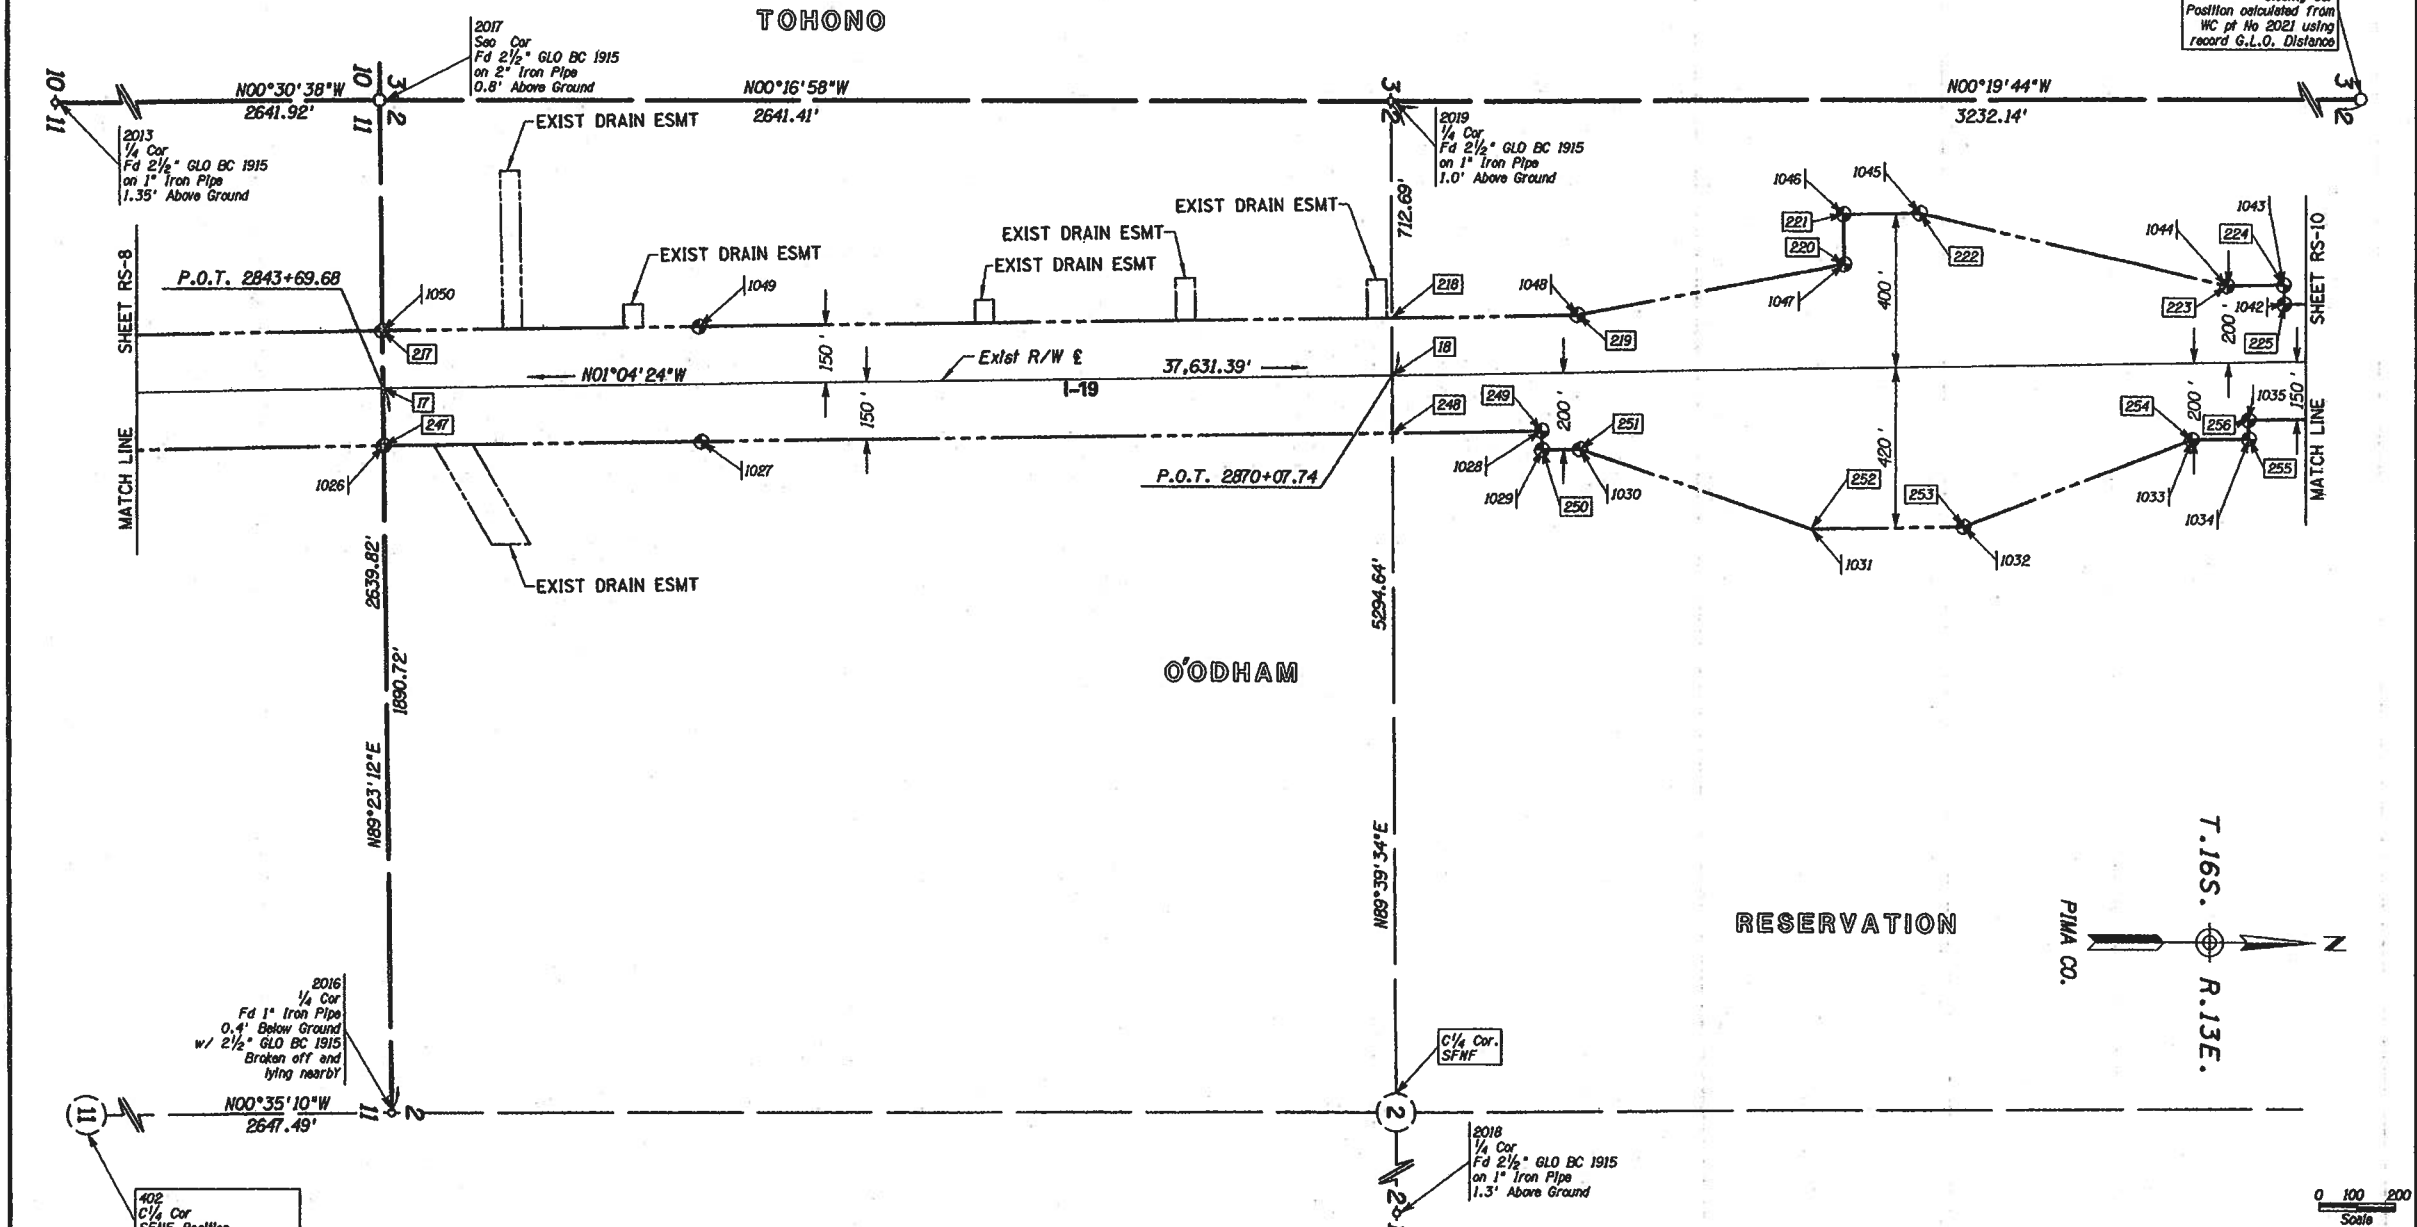 TOHONO
Position calculated from
WC pt No 2021 using
record G.L.O. Distance
2017
Sec Cor
Fd 2½" GLO BC 1915
on 2" Iron Pipe
0.8' Above Ground
10
11
10
3
11
2
3
2
3
2
N00°30'38"W
2641.92'
N00°16'58"W
2641.41'
N00°19'44"W
3232.14'
2013
¼ Cor
Fd 2½" GLO BC 1915
on 1" Iron Pipe
1.35' Above Ground
2019
¼ Cor
Fd 2½" GLO BC 1915
on 1" Iron Pipe
1.0' Above Ground
EXIST DRAIN ESMT
EXIST DRAIN ESMT
EXIST DRAIN ESMT
EXIST DRAIN ESMT
EXIST DRAIN ESMT
712.69'
1046
1045
1044
1043
221
220
222
224
223
1042
225
1047
1048
219
218
400'
200'
SHEET RS-8
MATCH LINE
SHEET RS-10
MATCH LINE
P.O.T. 2843+69.68
1050
1049
217
150'
Exist R/W ℄
37,631.39'
N01°04'24"W
I-19
150'
18
17
247
248
249
200'
251
1026
1027
1028
1029
250
1030
P.O.T. 2870+07.74
252
253
420'
254
200'
256
1035
150'
255
1033
1034
1031
1032
EXIST DRAIN ESMT
2639.82'
1890.72'
N89°23'12"E
5294.64'
N89°39'34"E
O'ODHAM
RESERVATION
T.16S. R.13E.
PIMA CO.
N
2016
¼ Cor
Fd 1" Iron Pipe
0.4' Below Ground
w/ 2½" GLO BC 1915
Broken off and
lying nearbY
C¼ Cor.
SFNF
11
N00°35'10"W
2647.49'
11
2
2
2018
¼ Cor
Fd 2½" GLO BC 1915
on 1" Iron Pipe
1.3' Above Ground
2
402
C¼ Cor
0 100 200
Scale